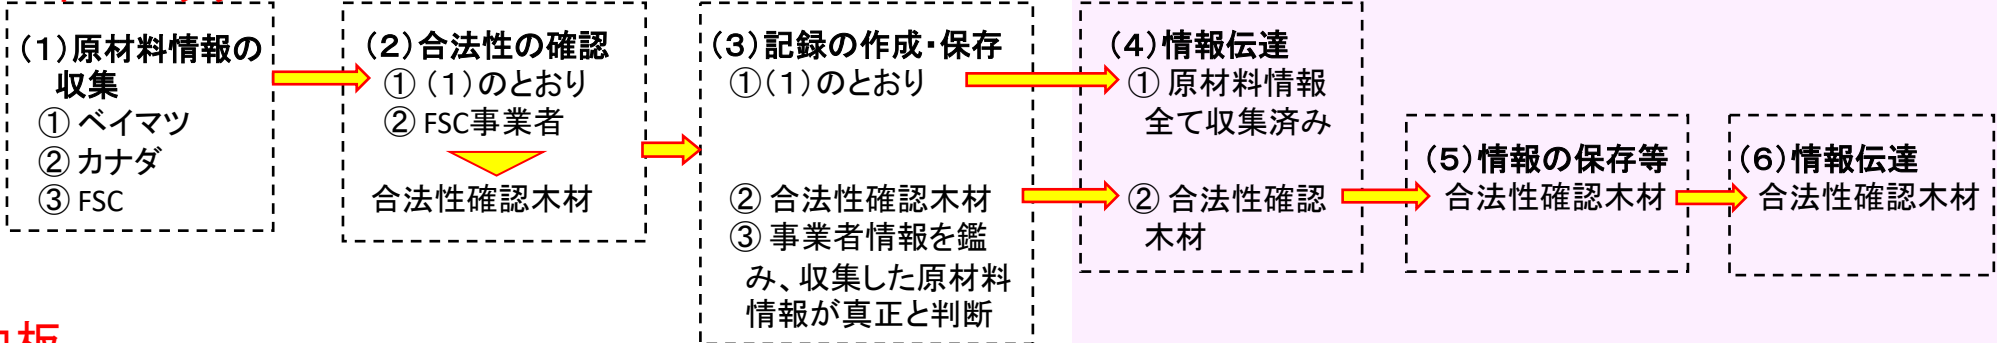 (1)原材料情報の
収集
① ベイマツ
② カナダ
③ FSC
(2)合法性の確認
① (1)のとおり
② FSC事業者
合法性確認木材
(3)記録の作成・保存
①(1)のとおり
② 合法性確認木材
③ 事業者情報を鑑
み、収集した原材料
情報が真正と判断
(4)情報伝達
① 原材料情報
全て収集済み
② 合法性確認
木材
(5)情報の保存等
合法性確認木材
(6)情報伝達
合法性確認木材